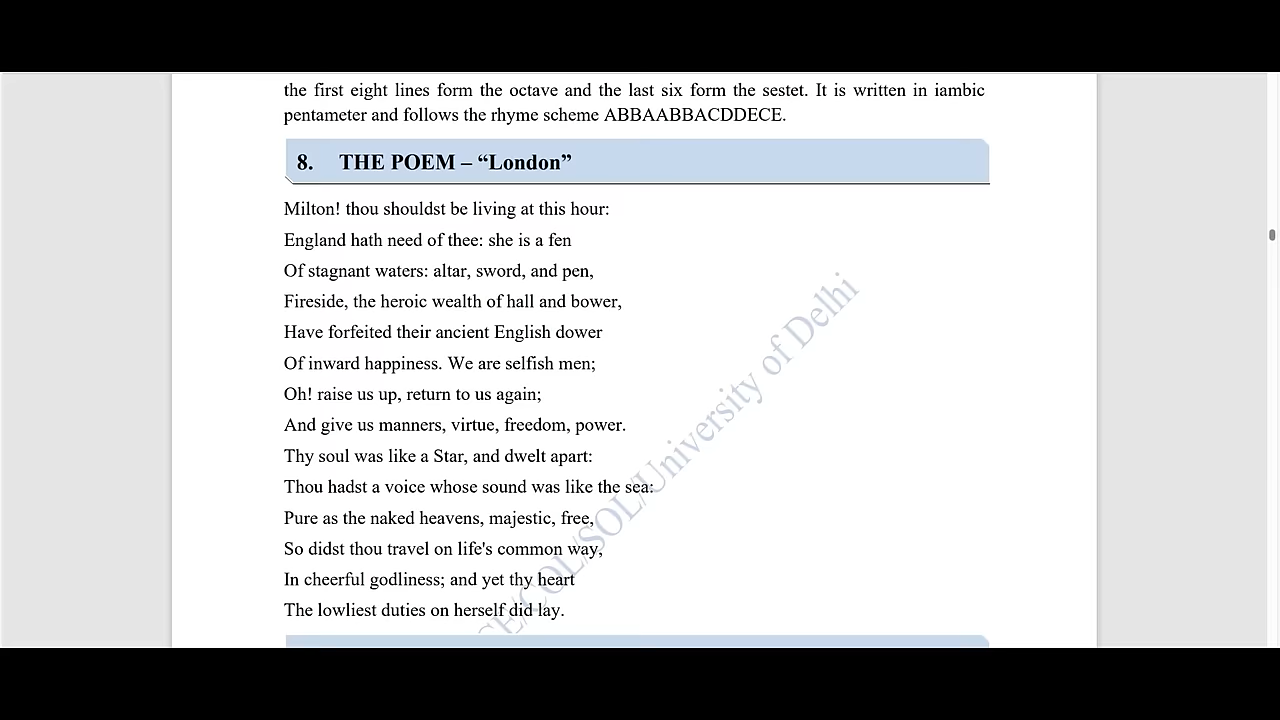 the first eight lines form the octave and the last six form the sestet. It is written in iambic
pentameter and follows the rhyme scheme ABBAABBACDDECE.
8. THE POEM – “London”
Milton! thou shouldst be living at this hour:
England hath need of thee: she is a fen
Of stagnant waters: altar, sword, and pen,
Fireside, the heroic wealth of hall and bower,
Have forfeited their ancient English dower
Of inward happiness. We are selfish men;
Oh! raise us up, return to us again;
And give us manners, virtue, freedom, power.
Thy soul was like a Star, and dwelt apart:
Thou hadst a voice whose sound was like the sea:
Pure as the naked heavens, majestic, free,
So didst thou travel on life's common way,
In cheerful godliness; and yet thy heart
The lowliest duties on herself did lay.
/COL/SOL/University of Delhi